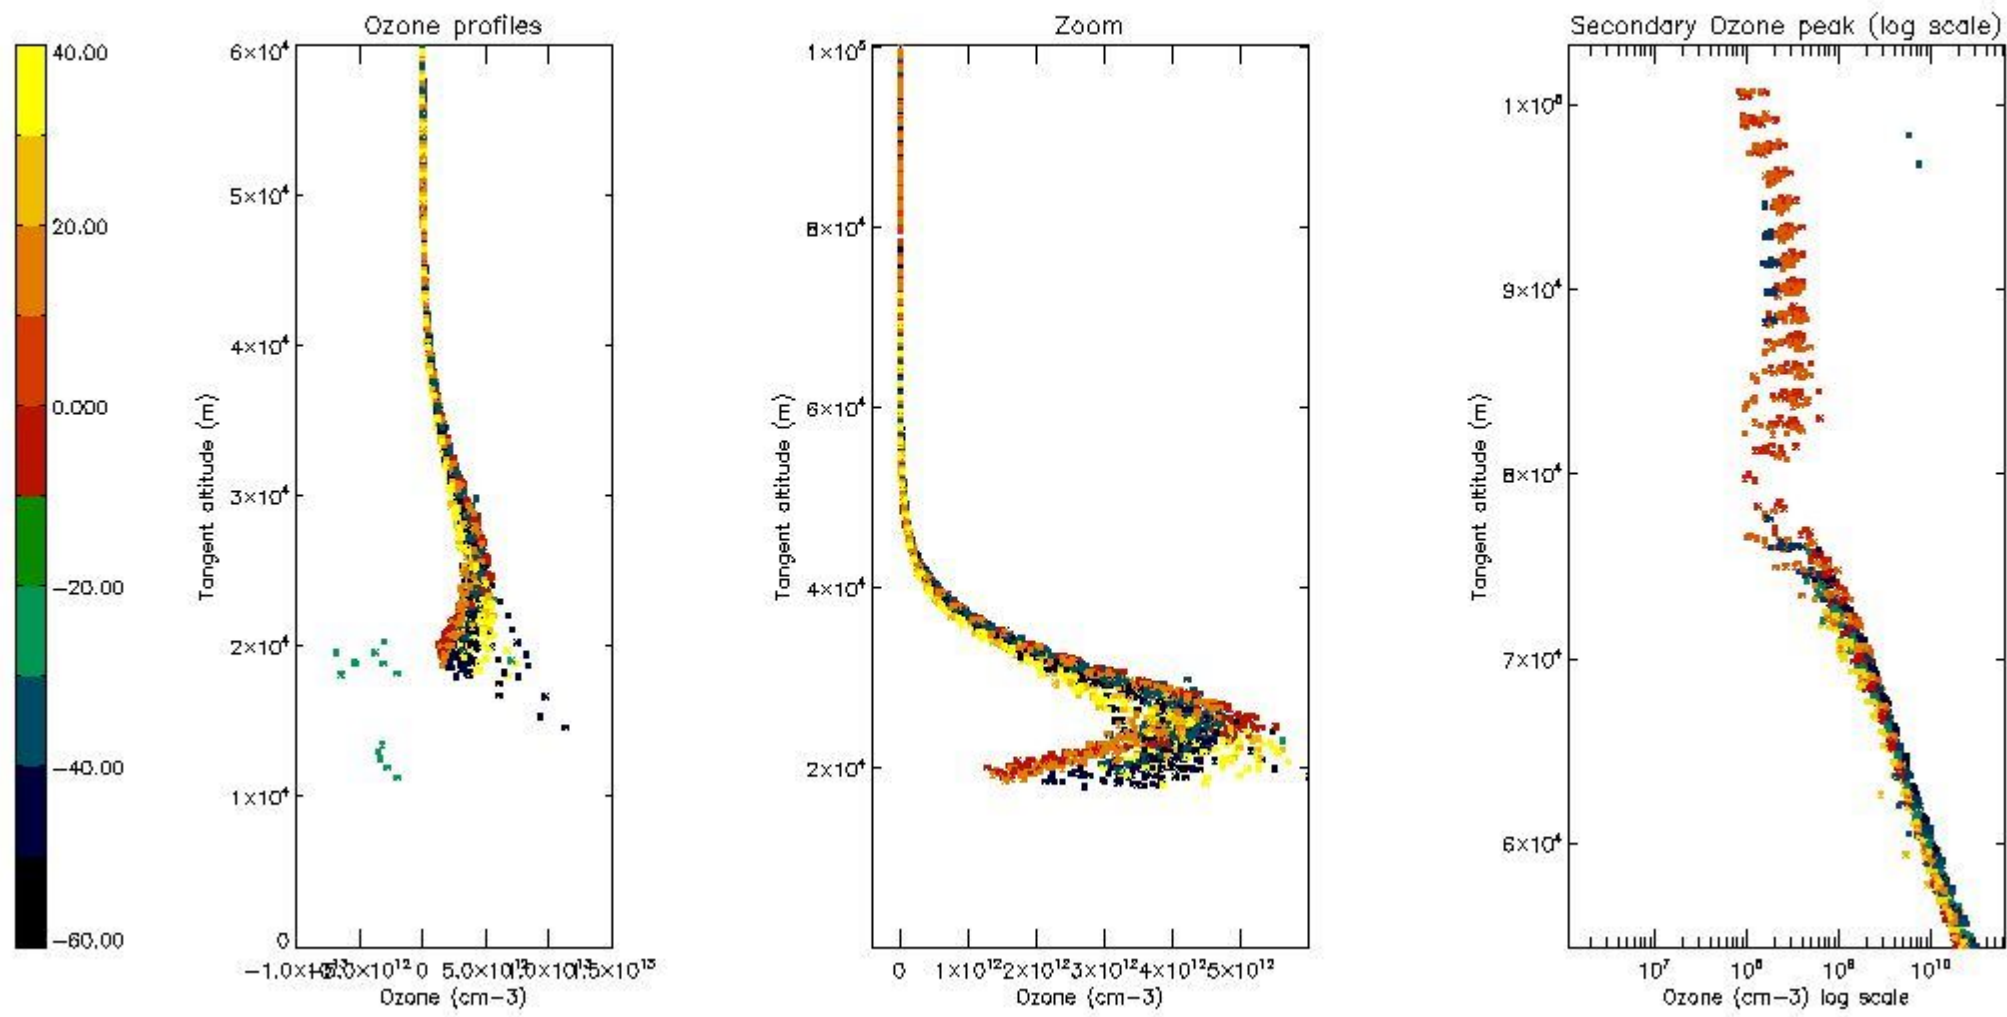 Ozone profiles
Zoom
Secondary Ozone peak (log scale)
40.00
20.00
0.000
−20.00
−40.00
−60.00
6×10⁴
5×10⁴
4×10⁴
3×10⁴
2×10⁴
1×10⁴
0
Tangent altitude (m)
0
Ozone (cm−3)
1×10⁵
8×10⁴
6×10⁴
4×10⁴
2×10⁴
Tangent altitude (m)
0 1×10¹² 2×10¹² 3×10¹² 4×10¹² 5×10¹²
Ozone (cm−3)
9×10⁴
8×10⁴
7×10⁴
6×10⁴
Tangent altitude (m)
10⁷ 10⁸ 10⁹ 10¹⁰
Ozone (cm−3) log scale